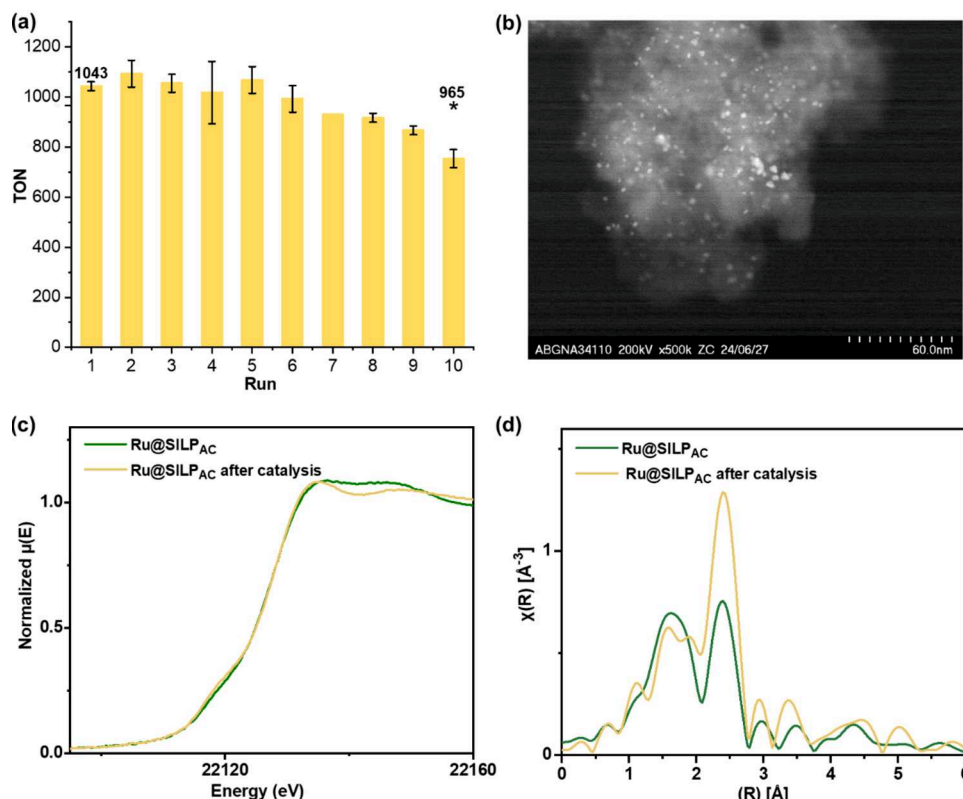 (a)
1200
1000
800
600
400
200
0
TON
1043
965
*
1 2 3 4 5 6 7 8 9 10
Run
(b)
ABGNA34110 200kV x500k ZC 24/06/27
60.0nm
(c)
Ru@SILPAC
Ru@SILPAC after catalysis
1.0
0.5
0.0
Normalized μ(E)
22120 22160
Energy (eV)
(d)
Ru@SILPAC
Ru@SILPAC after catalysis
1
0
χ(R) [Å-3]
0 1 2 3 4 5 6
(R) [Å]